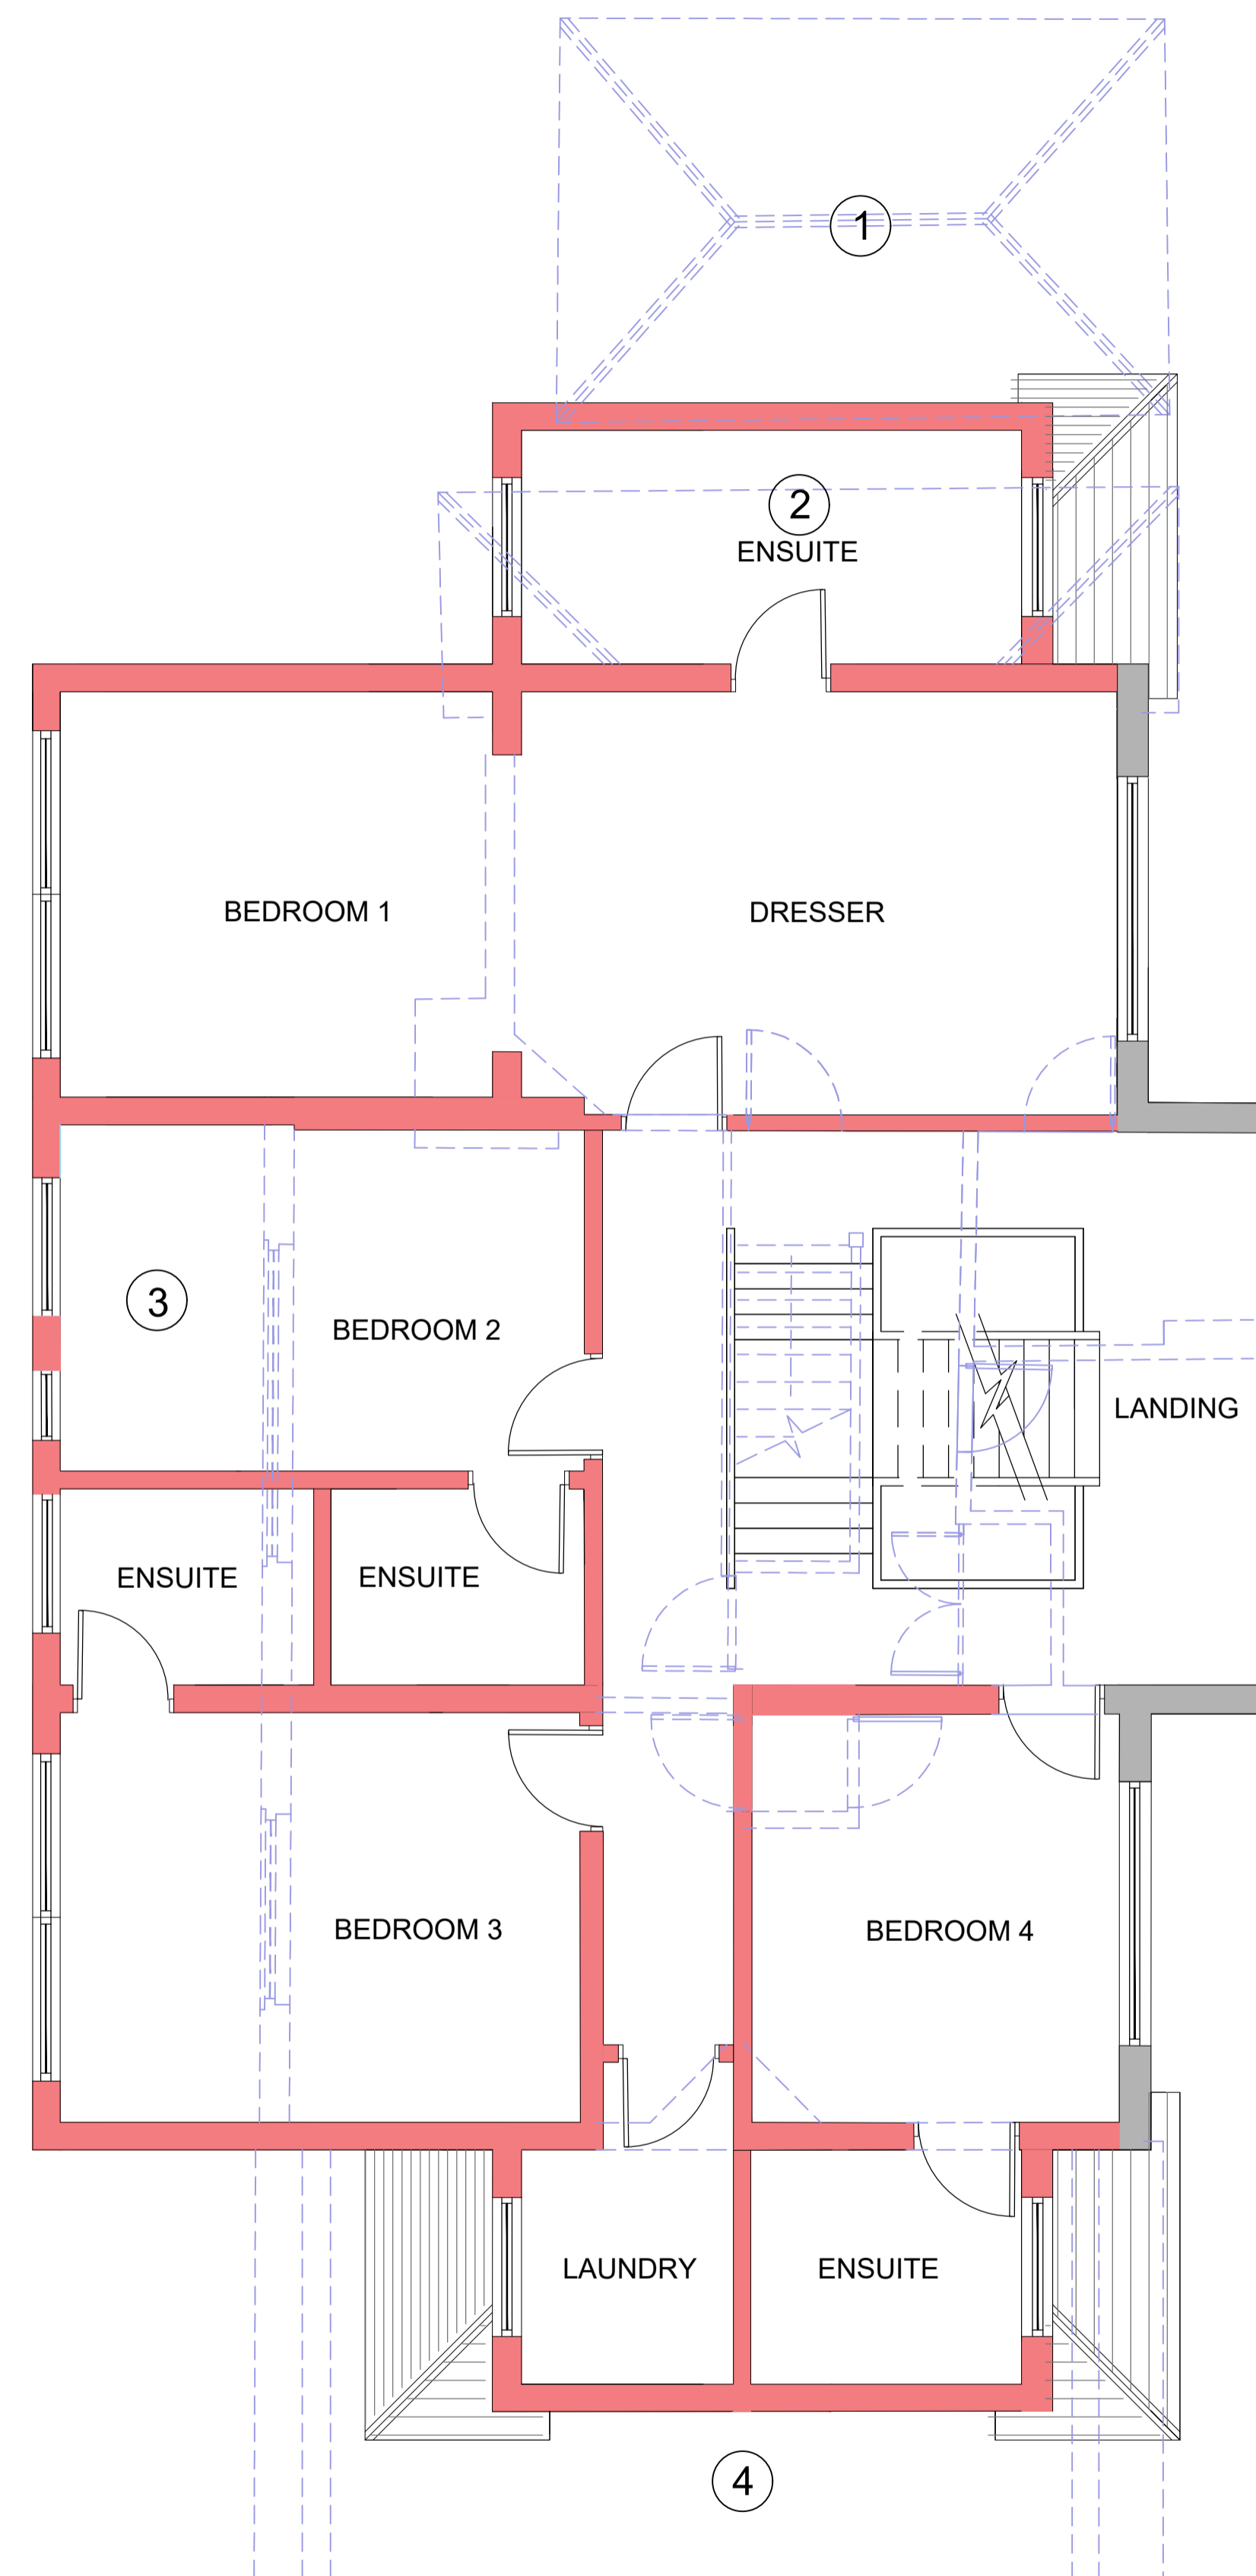 1
2
ENSUITE
BEDROOM 1
DRESSER
3
BEDROOM 2
LANDING
ENSUITE
ENSUITE
BEDROOM 3
BEDROOM 4
LAUNDRY
ENSUITE
4